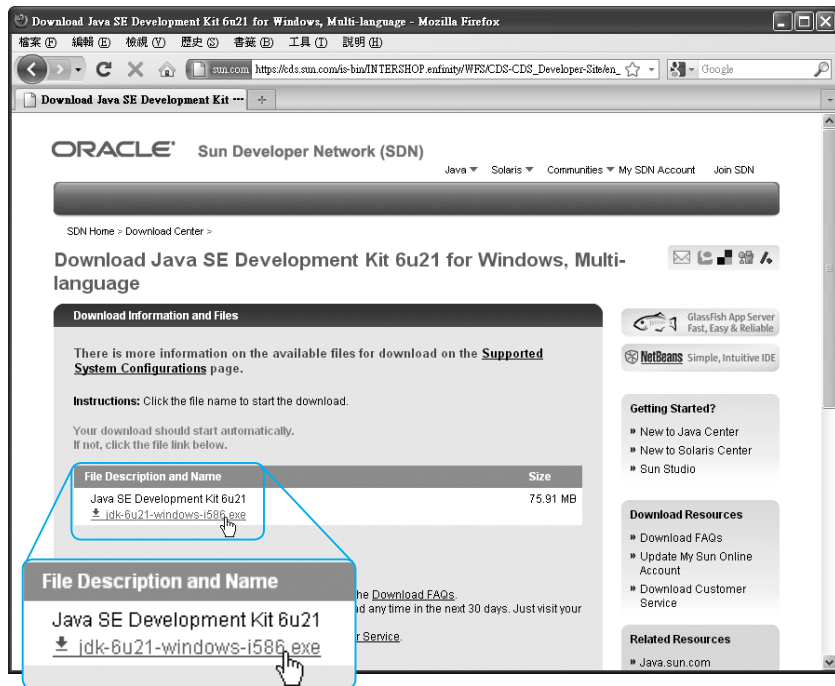 Download Java SE Development Kit 6u21 for Windows, Multi-language - Mozilla Firefox
檔案(F) 編輯(E) 檢視(V) 歷史(S) 書籤(B) 工具(T) 說明(H)
sun.com https://cds.sun.com/is-bin/INTERSHOP.enfinity/WFS/CDS-CDS_Developer-Site/en_
Google
Download Java SE Development Kit ...
ORACLE Sun Developer Network (SDN)
Java Solaris Communities My SDN Account Join SDN
SDN Home > Download Center >
Download Java SE Development Kit 6u21 for Windows, Multi-
language
Download Information and Files
There is more information on the available files for download on the Supported
System Configurations page.
Instructions: Click the file name to start the download.
Your download should start automatically.
If not, click the file link below.
File Description and Name Size
Java SE Development Kit 6u21 75.91 MB
jdk-6u21-windows-i586.exe
he Download FAQs.
d any time in the next 30 days. Just visit your
r Service.
File Description and Name
Java SE Development Kit 6u21
jdk-6u21-windows-i586.exe
GlassFish App Server
Fast, Easy & Reliable
NetBeans Simple, Intuitive IDE
Getting Started?
» New to Java Center
» New to Solaris Center
» Sun Studio
Download Resources
» Download FAQs
» Update My Sun Online
Account
» Download Customer
Service
Related Resources
» Java.sun.com